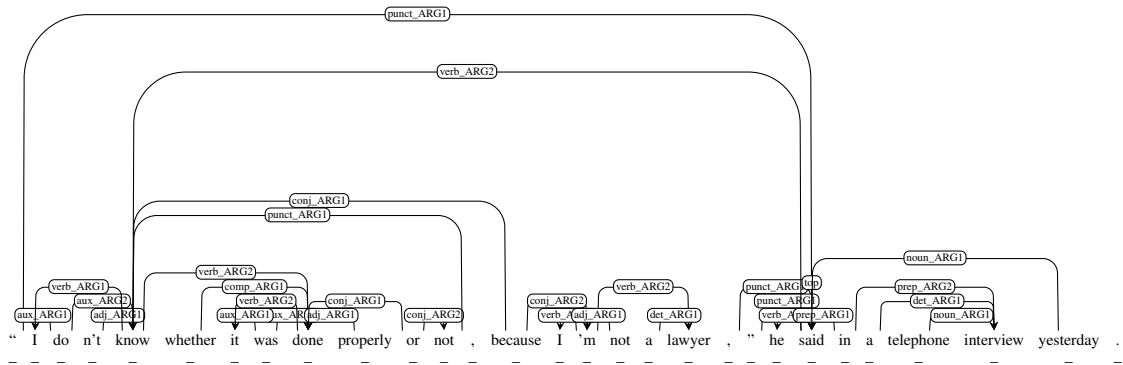 punct_ARG1
verb_ARG2
conj_ARG1
punct_ARG1
noun_ARG1
verb_ARG2 top
verb_ARG1 comp_ARG1 verb_ARG2 punct_ARG1 prep_ARG2
aux_ARG2 verb_ARG2 conj_ARG1 conj_ARG2 punct_ARG1 det_ARG1
aux_ARG1 adj_ARG1 aux_ARG1 adj_ARG1 conj_ARG2 adj_ARG1 det_ARG1 prep_ARG1 noun_ARG1
“ I do n't know whether it was done properly or not , because I 'm not a lawyer , ” he said in a telephone interview yesterday .
_ _ _ _ _ _ _ _ _ _ _ _ _ _ _ _ _ _ _ _ _ _ _ _ _ _ _ _ _